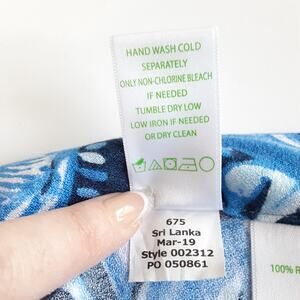 HAND WASH COLD
SEPARATELY
ONLY NON-CHLORINE BLEACH
IF NEEDED
TUMBLE DRY LOW
LOW IRON IF NEEDED
OR DRY CLEAN
675
Sri Lanka
Mar-19
Style 002312
PO 050861
100% R